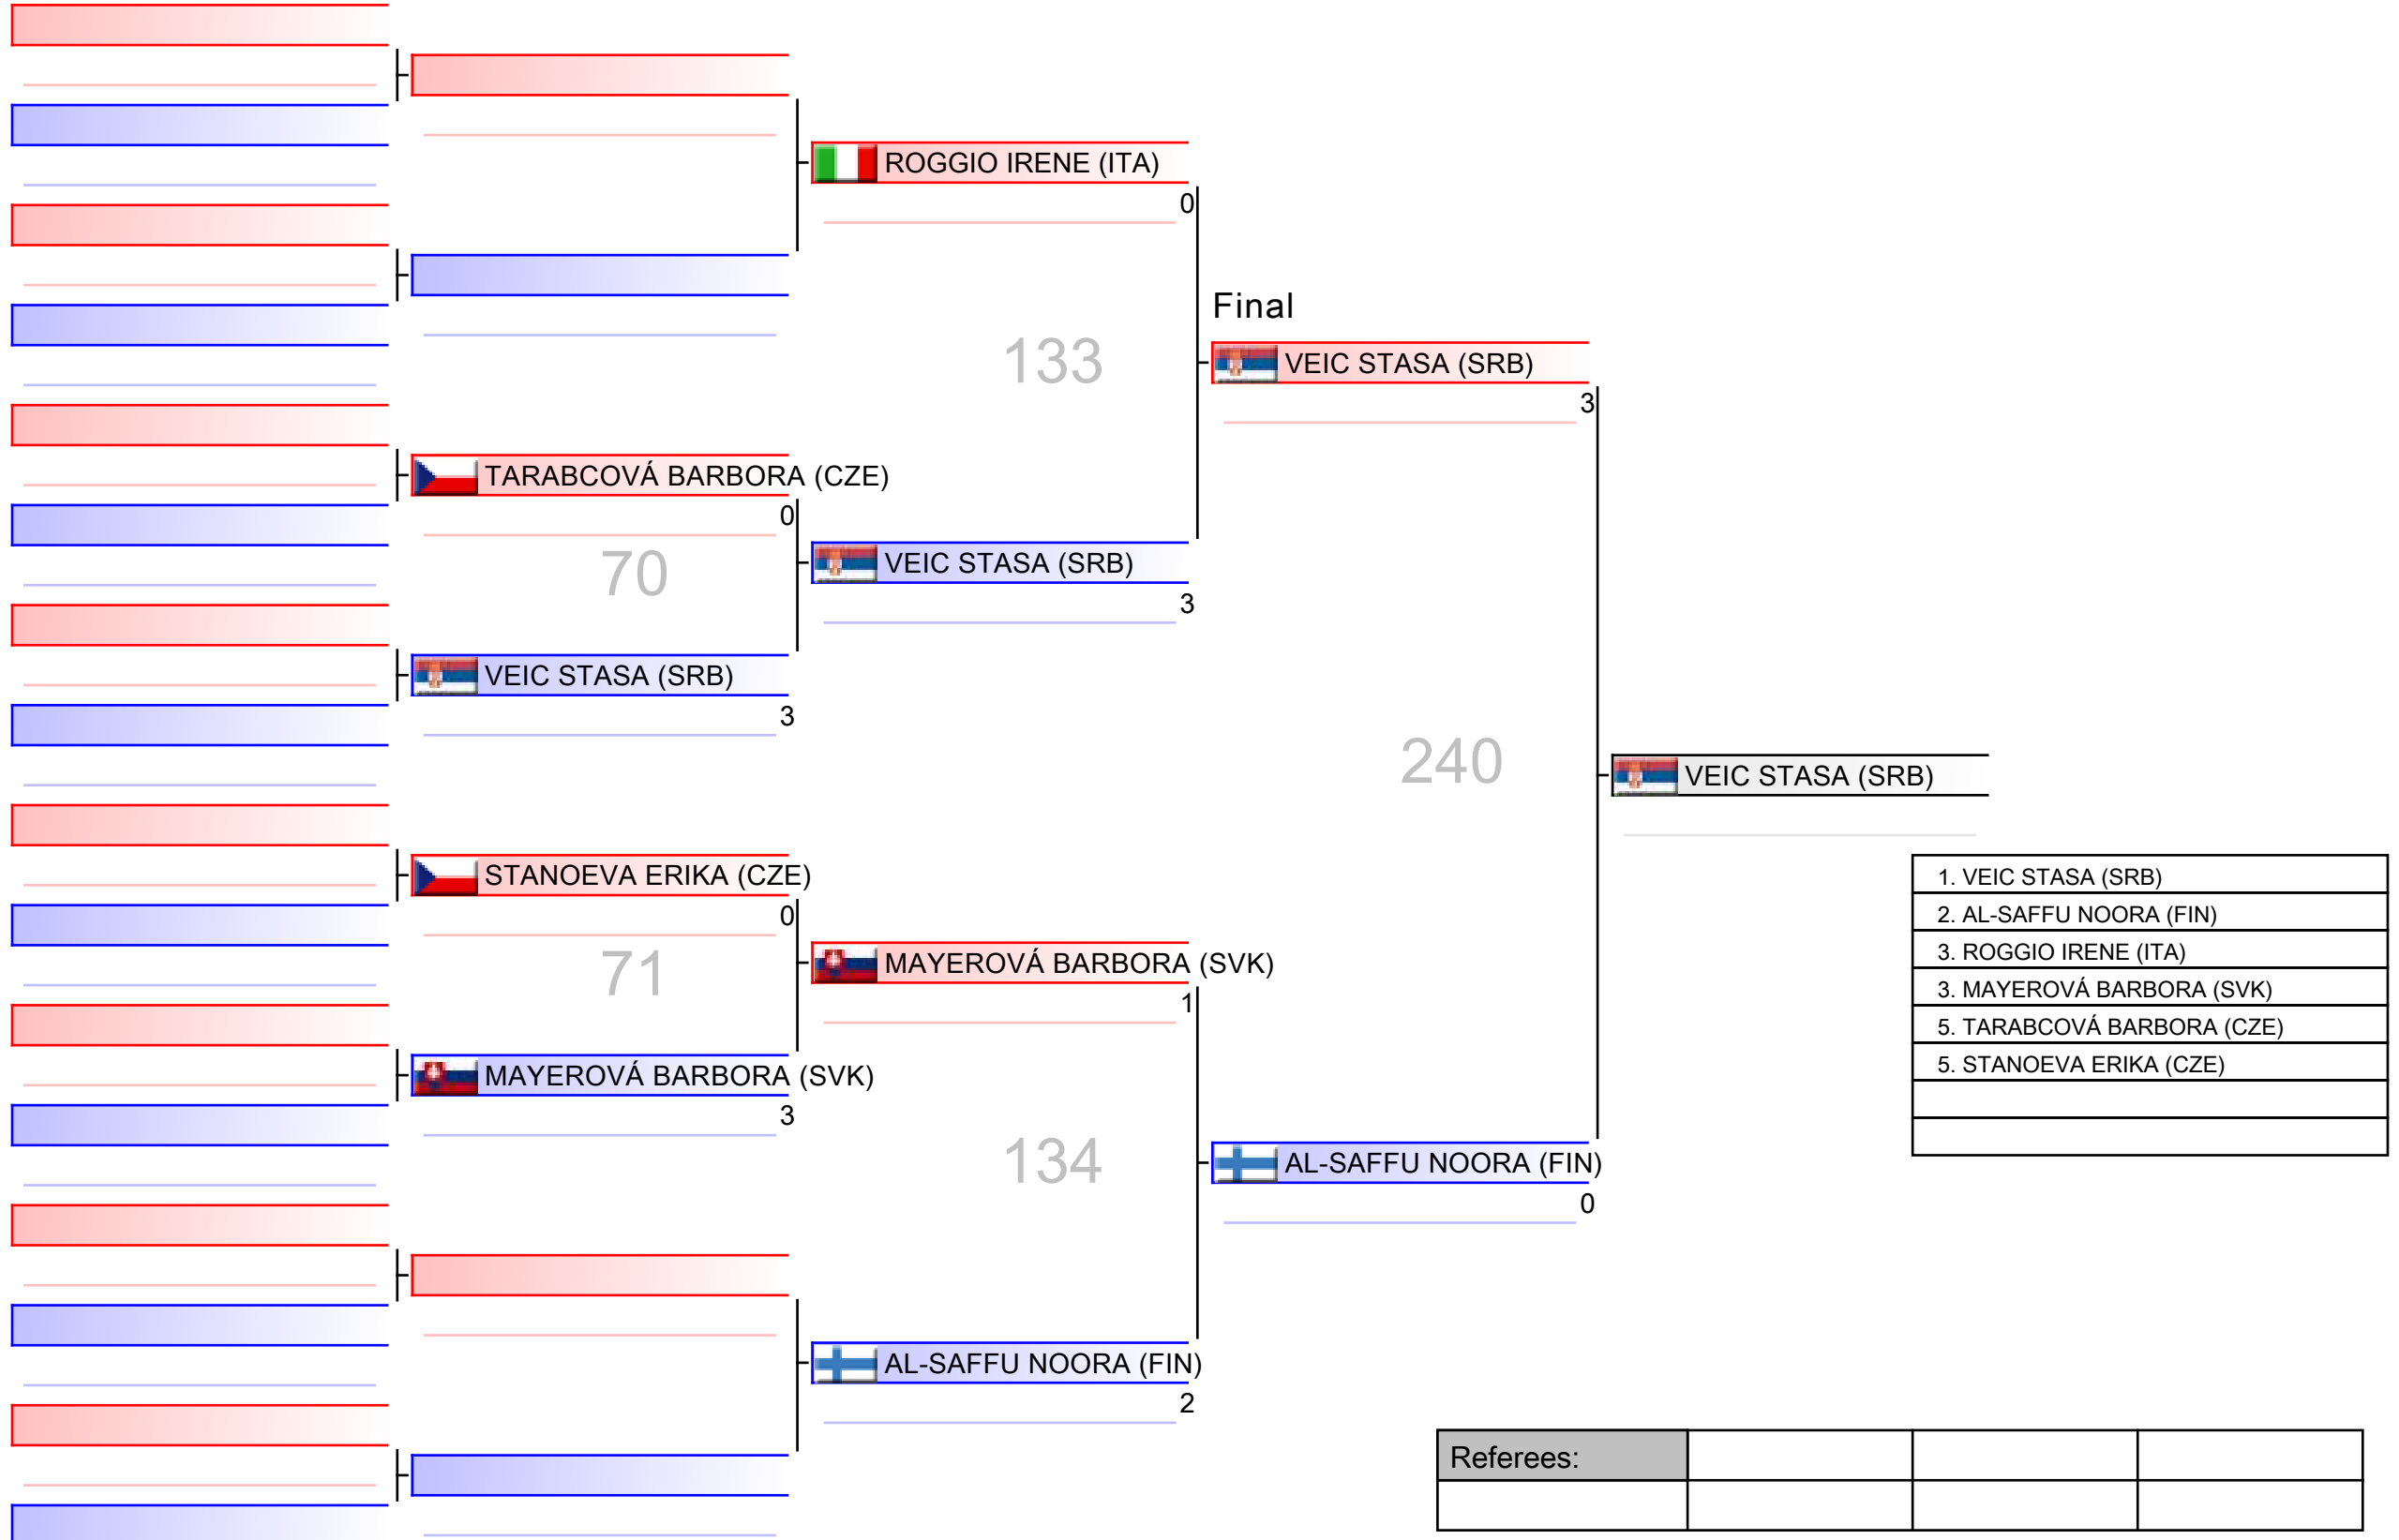 ROGGIO IRENE (ITA)
0
Final
133
VEIC STASA (SRB)
3
TARABCOVÁ BARBORA (CZE)
0
70
VEIC STASA (SRB)
3
VEIC STASA (SRB)
3
240
VEIC STASA (SRB)
STANOEVA ERIKA (CZE)
0
71
MAYEROVÁ BARBORA (SVK)
1
MAYEROVÁ BARBORA (SVK)
3
134
AL-SAFFU NOORA (FIN)
0
AL-SAFFU NOORA (FIN)
2
1. VEIC STASA (SRB)
2. AL-SAFFU NOORA (FIN)
3. ROGGIO IRENE (ITA)
3. MAYEROVÁ BARBORA (SVK)
5. TARABCOVÁ BARBORA (CZE)
5. STANOEVA ERIKA (CZE)
Referees: